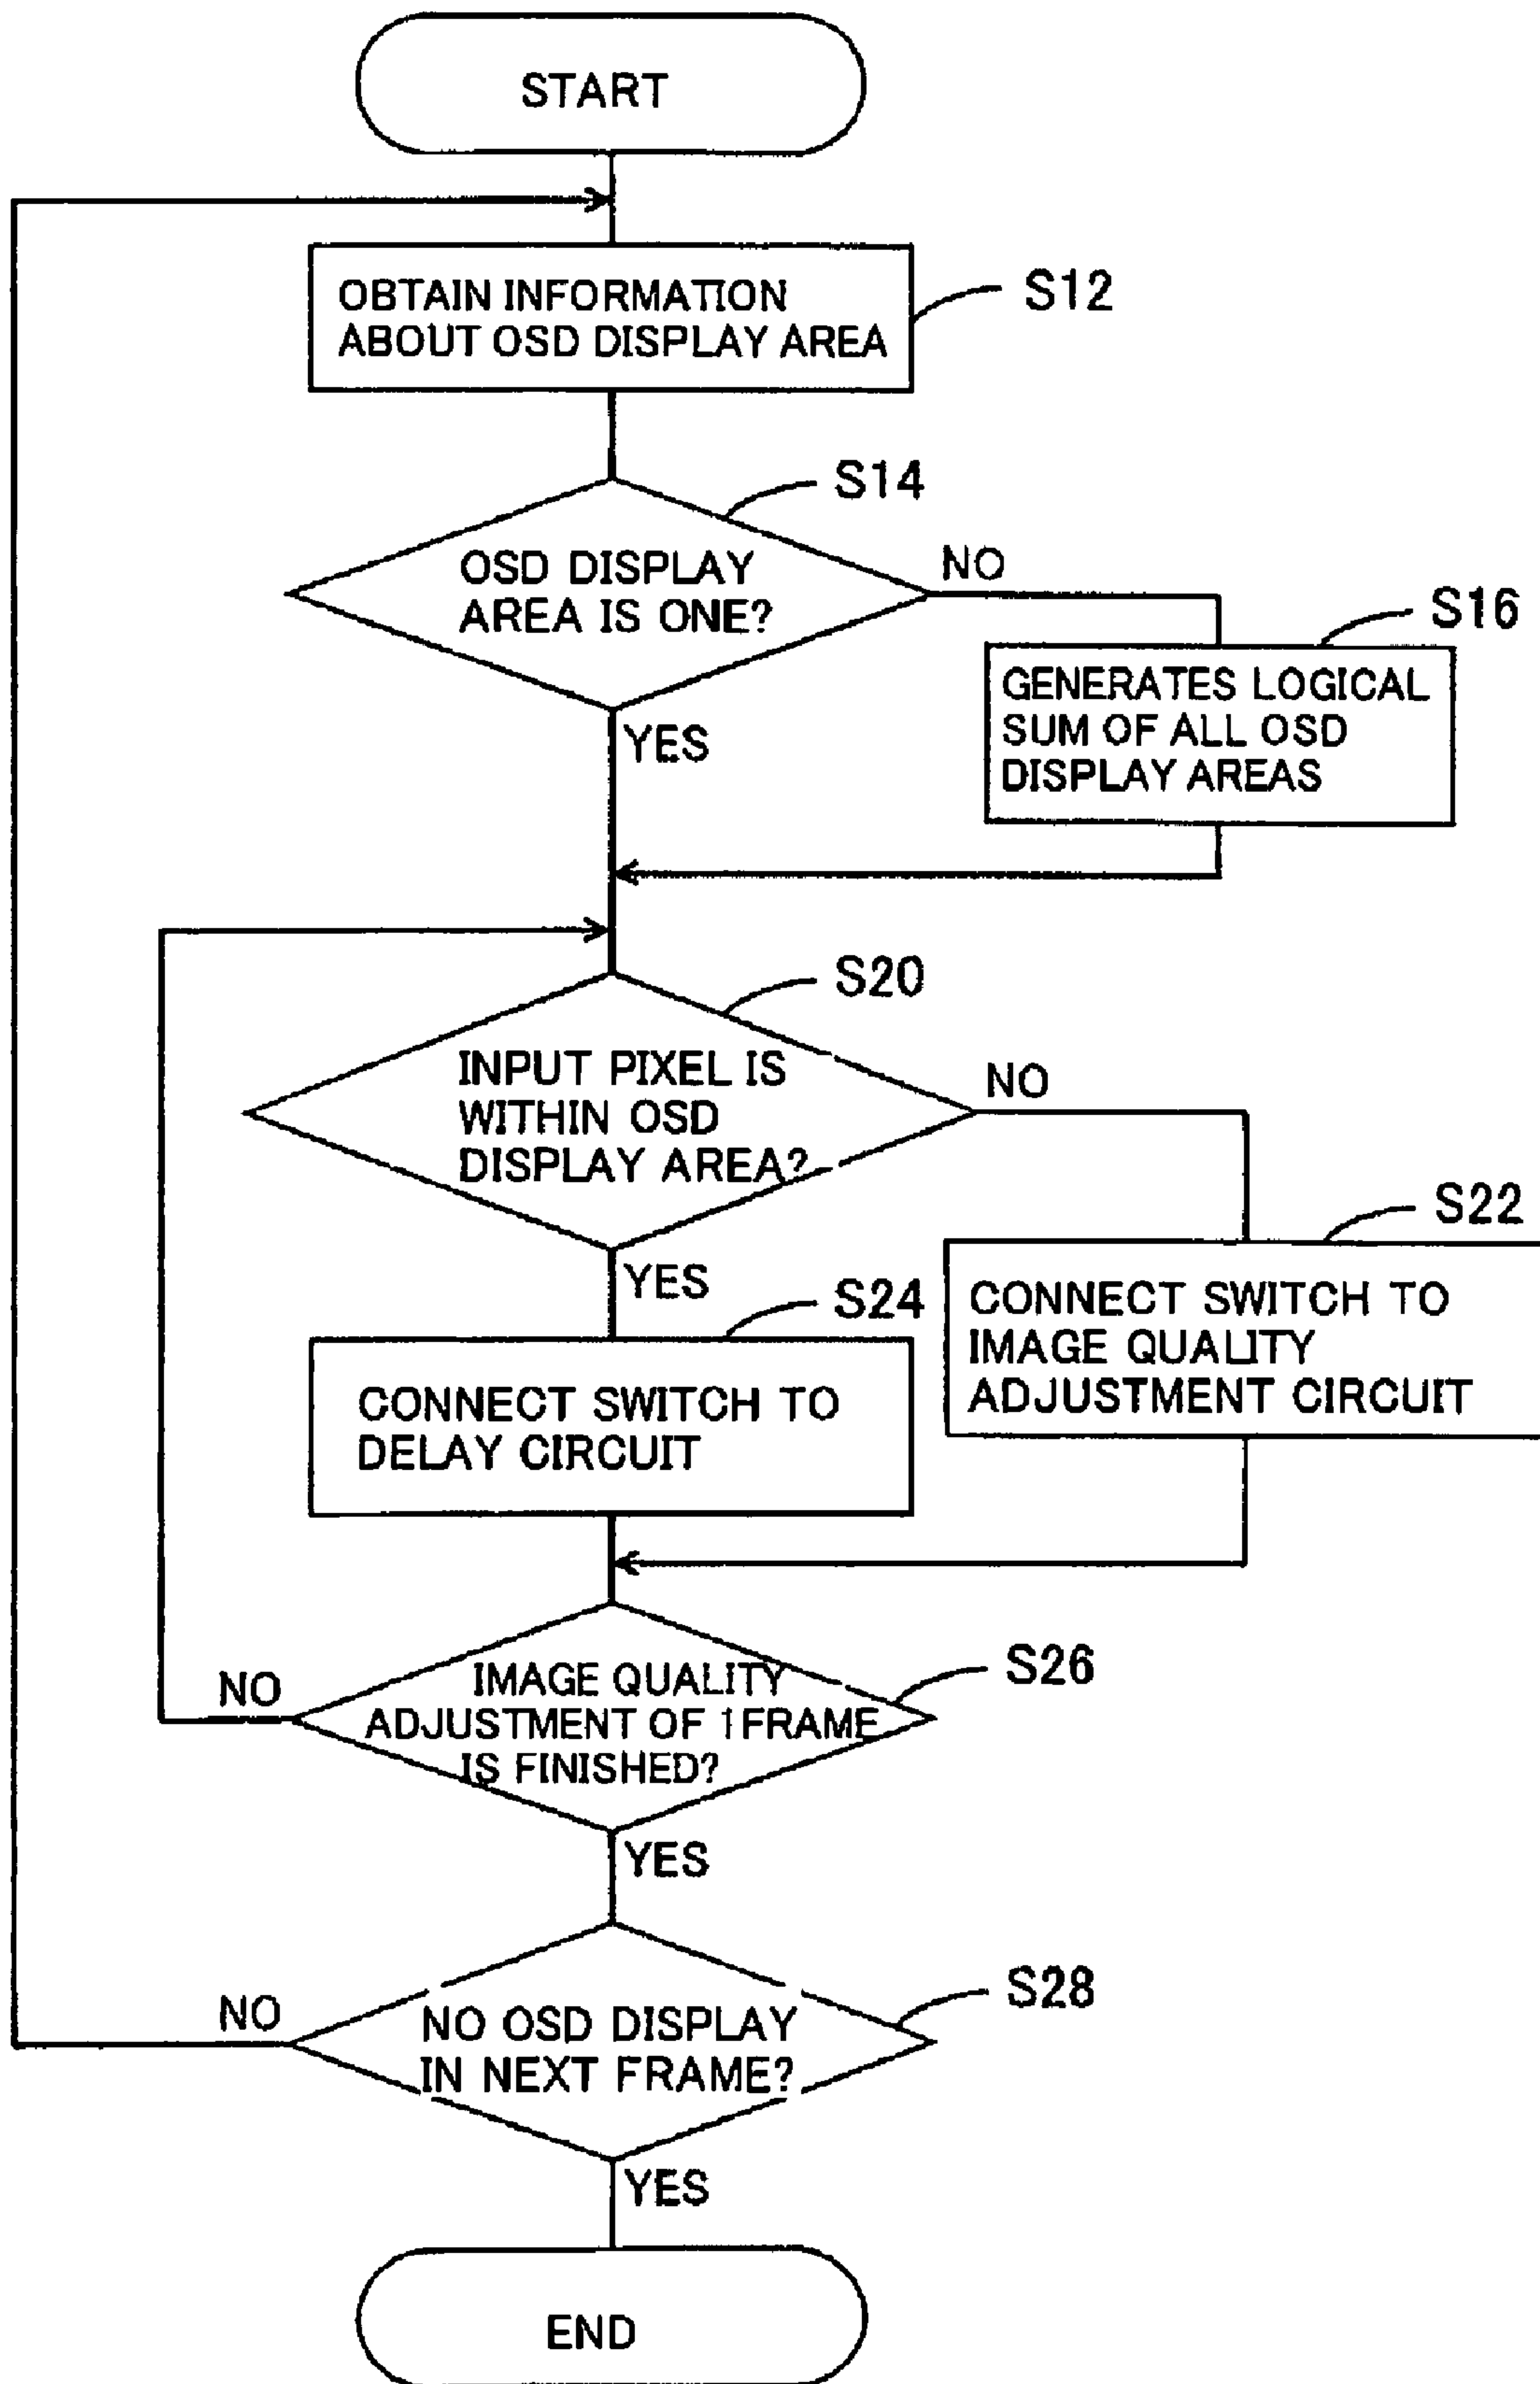 START
OBTAIN INFORMATION
ABOUT OSD DISPLAY AREA
S12
S14
OSD DISPLAY
AREA IS ONE?
NO
S16
GENERATES LOGICAL
SUM OF ALL OSD
DISPLAY AREAS
YES
S20
INPUT PIXEL IS
WITHIN OSD
DISPLAY AREA?
NO
S22
CONNECT SWITCH TO
IMAGE QUALITY
ADJUSTMENT CIRCUIT
YES
S24
CONNECT SWITCH TO
DELAY CIRCUIT
S26
IMAGE QUALITY
ADJUSTMENT OF 1FRAME
IS FINISHED?
NO
YES
S28
NO OSD DISPLAY
IN NEXT FRAME?
NO
YES
END